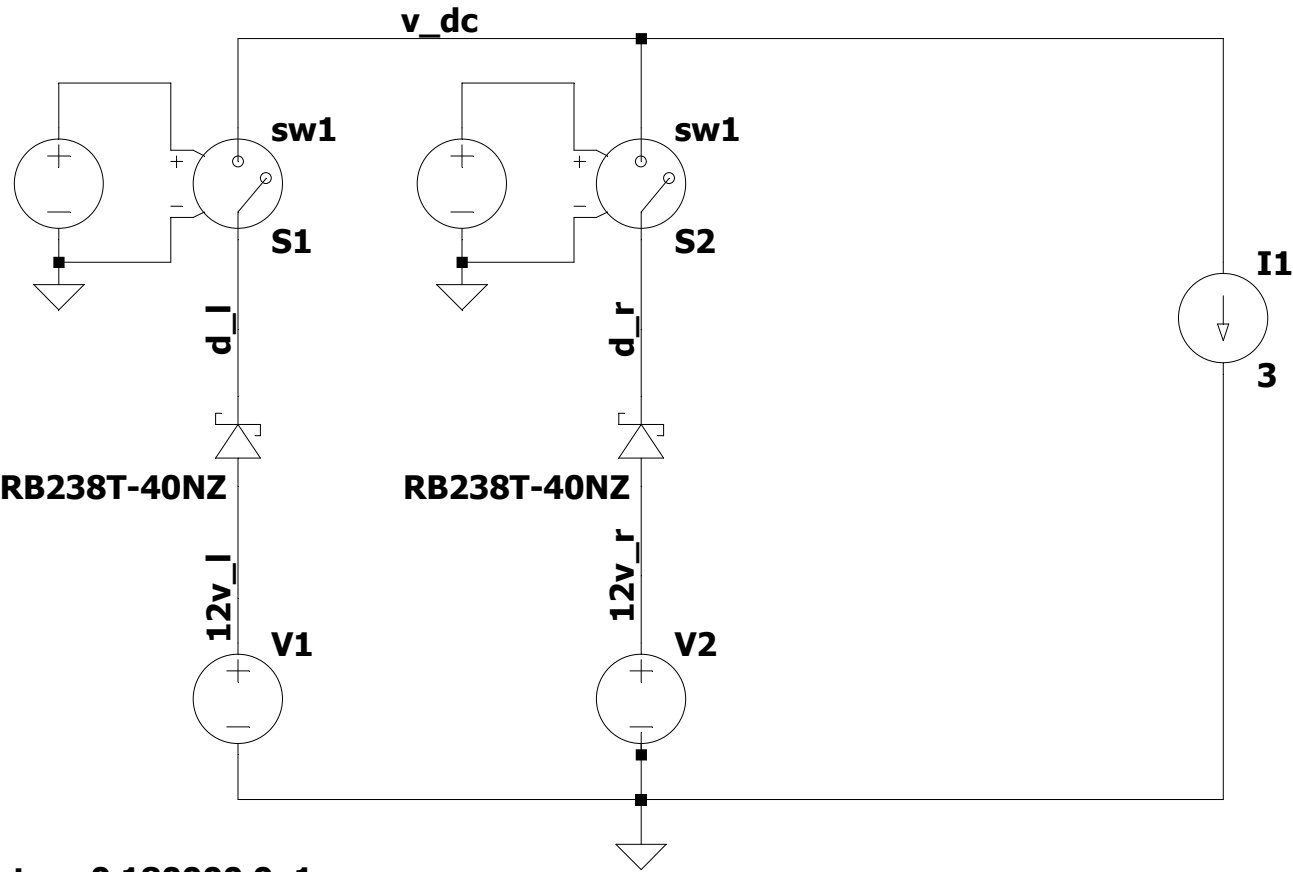 v_dc
sw1
sw1
S1
S2
I1
d_l
d_r
3
RB238T-40NZ
RB238T-40NZ
12v_l
12v_r
V1
V2